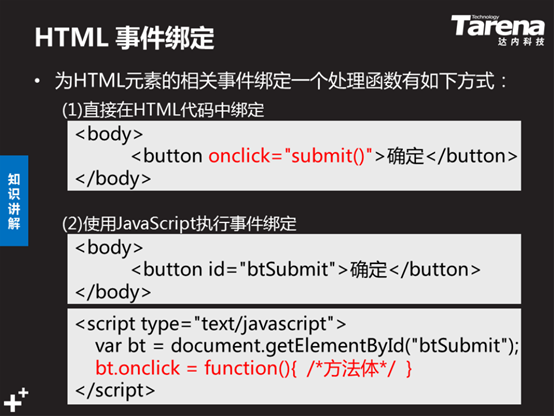 HTML 事件绑定
Technology
Tarena
达内科技
• 为HTML元素的相关事件绑定一个处理函数有如下方式：
(1)直接在HTML代码中绑定
<body>
<button onclick="submit()">确定</button>
</body>
知识讲解
(2)使用JavaScript执行事件绑定
<body>
<button id="btSubmit">确定</button>
</body>
<script type="text/javascript">
var bt = document.getElementById("btSubmit");
bt.onclick = function(){ /*方法体*/ }
</script>